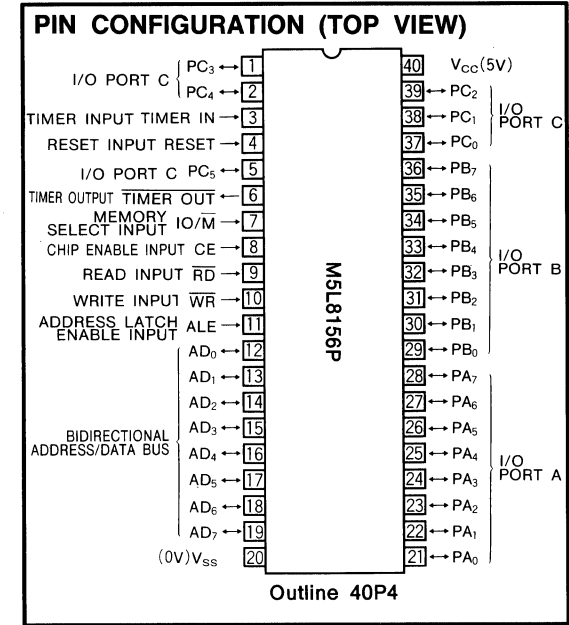 PIN CONFIGURATION (TOP VIEW)
I/O PORT C
PC3 ↔ 1
PC4 ↔ 2
TIMER INPUT TIMER IN → 3
RESET INPUT RESET → 4
I/O PORT C PC5 ↔ 5
TIMER OUTPUT TIMER OUT ← 6
MEMORY
SELECT INPUT IO/M → 7
CHIP ENABLE INPUT CE → 8
READ INPUT RD → 9
WRITE INPUT WR → 10
ADDRESS LATCH
ENABLE INPUT ALE → 11
BIDIRECTIONAL
ADDRESS/DATA BUS
AD0 ↔ 12
AD1 ↔ 13
AD2 ↔ 14
AD3 ↔ 15
AD4 ↔ 16
AD5 ↔ 17
AD6 ↔ 18
AD7 ↔ 19
(0V)VSS 20
M5L8156P
40 VCC(5V)
39 ↔ PC2
38 ↔ PC1
37 ↔ PC0
I/O
PORT C
36 ↔ PB7
35 ↔ PB6
34 ↔ PB5
33 ↔ PB4
32 ↔ PB3
31 ↔ PB2
30 ↔ PB1
29 ↔ PB0
I/O
PORT B
28 ↔ PA7
27 ↔ PA6
26 ↔ PA5
25 ↔ PA4
24 ↔ PA3
23 ↔ PA2
22 ↔ PA1
21 ↔ PA0
I/O
PORT A
Outline 40P4